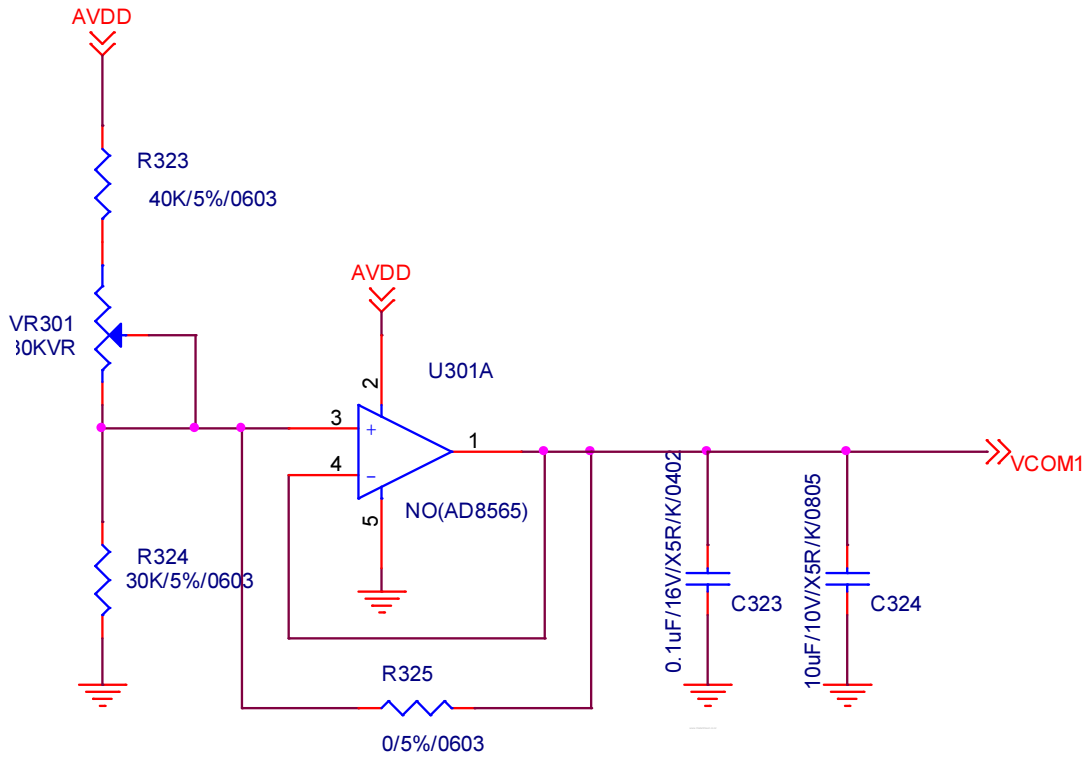 AVDD
R323
40K/5%/0603
VR301
30KVR
AVDD
U301A
2
3
+
1
4
-
5
NO(AD8565)
VCOM1
R324
30K/5%/0603
0.1uF/16V/X5R/K/0402
C323
10uF/10V/X5R/K/0805
C324
R325
0/5%/0603